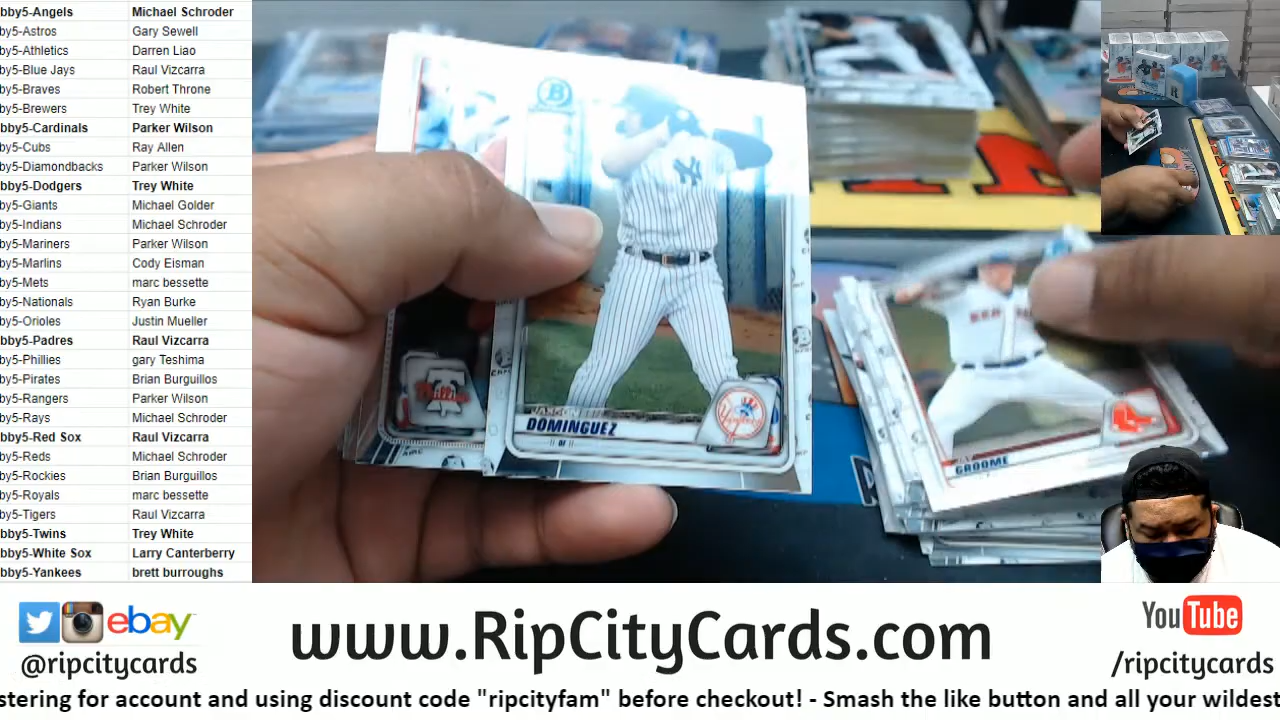 bby5-Angels Michael Schroder
by5-Astros Gary Sewell
by5-Athletics Darren Liao
by5-Blue Jays Raul Vizcarra
by5-Braves Robert Throne
by5-Brewers Trey White
bby5-Cardinals Parker Wilson
by5-Cubs Ray Allen
by5-Diamondbacks Parker Wilson
bby5-Dodgers Trey White
by5-Giants Michael Golder
by5-Indians Michael Schroder
by5-Mariners Parker Wilson
by5-Marlins Cody Eisman
by5-Mets marc bessette
by5-Nationals Ryan Burke
by5-Orioles Justin Mueller
bby5-Padres Raul Vizcarra
by5-Phillies gary Teshima
by5-Pirates Brian Burguillos
by5-Rangers Parker Wilson
by5-Rays Michael Schroder
bby5-Red Sox Raul Vizcarra
by5-Reds Michael Schroder
by5-Rockies Brian Burguillos
by5-Royals marc bessette
by5-Tigers Raul Vizcarra
bby5-Twins Trey White
bby5-White Sox Larry Canterberry
bby5-Yankees brett burroughs
B
NY
DOMINGUEZ
OF
Yankees
Phillies
GROOME
ebay
@ripcitycards
www.RipCityCards.com
YouTube
/ripcitycards
stering for account and using discount code "ripcityfam" before checkout! - Smash the like button and all your wildest